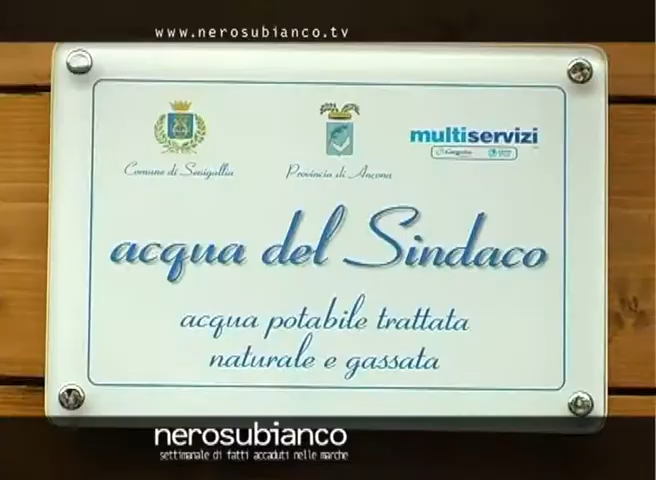 www.nerosubianco.tv
Comune di Senigallia
Provincia di Ancona
multiservizi
acqua del Sindaco
acqua potabile trattata
naturale e gassata
nerosubianco
settimanale di fatti accaduti nelle marche